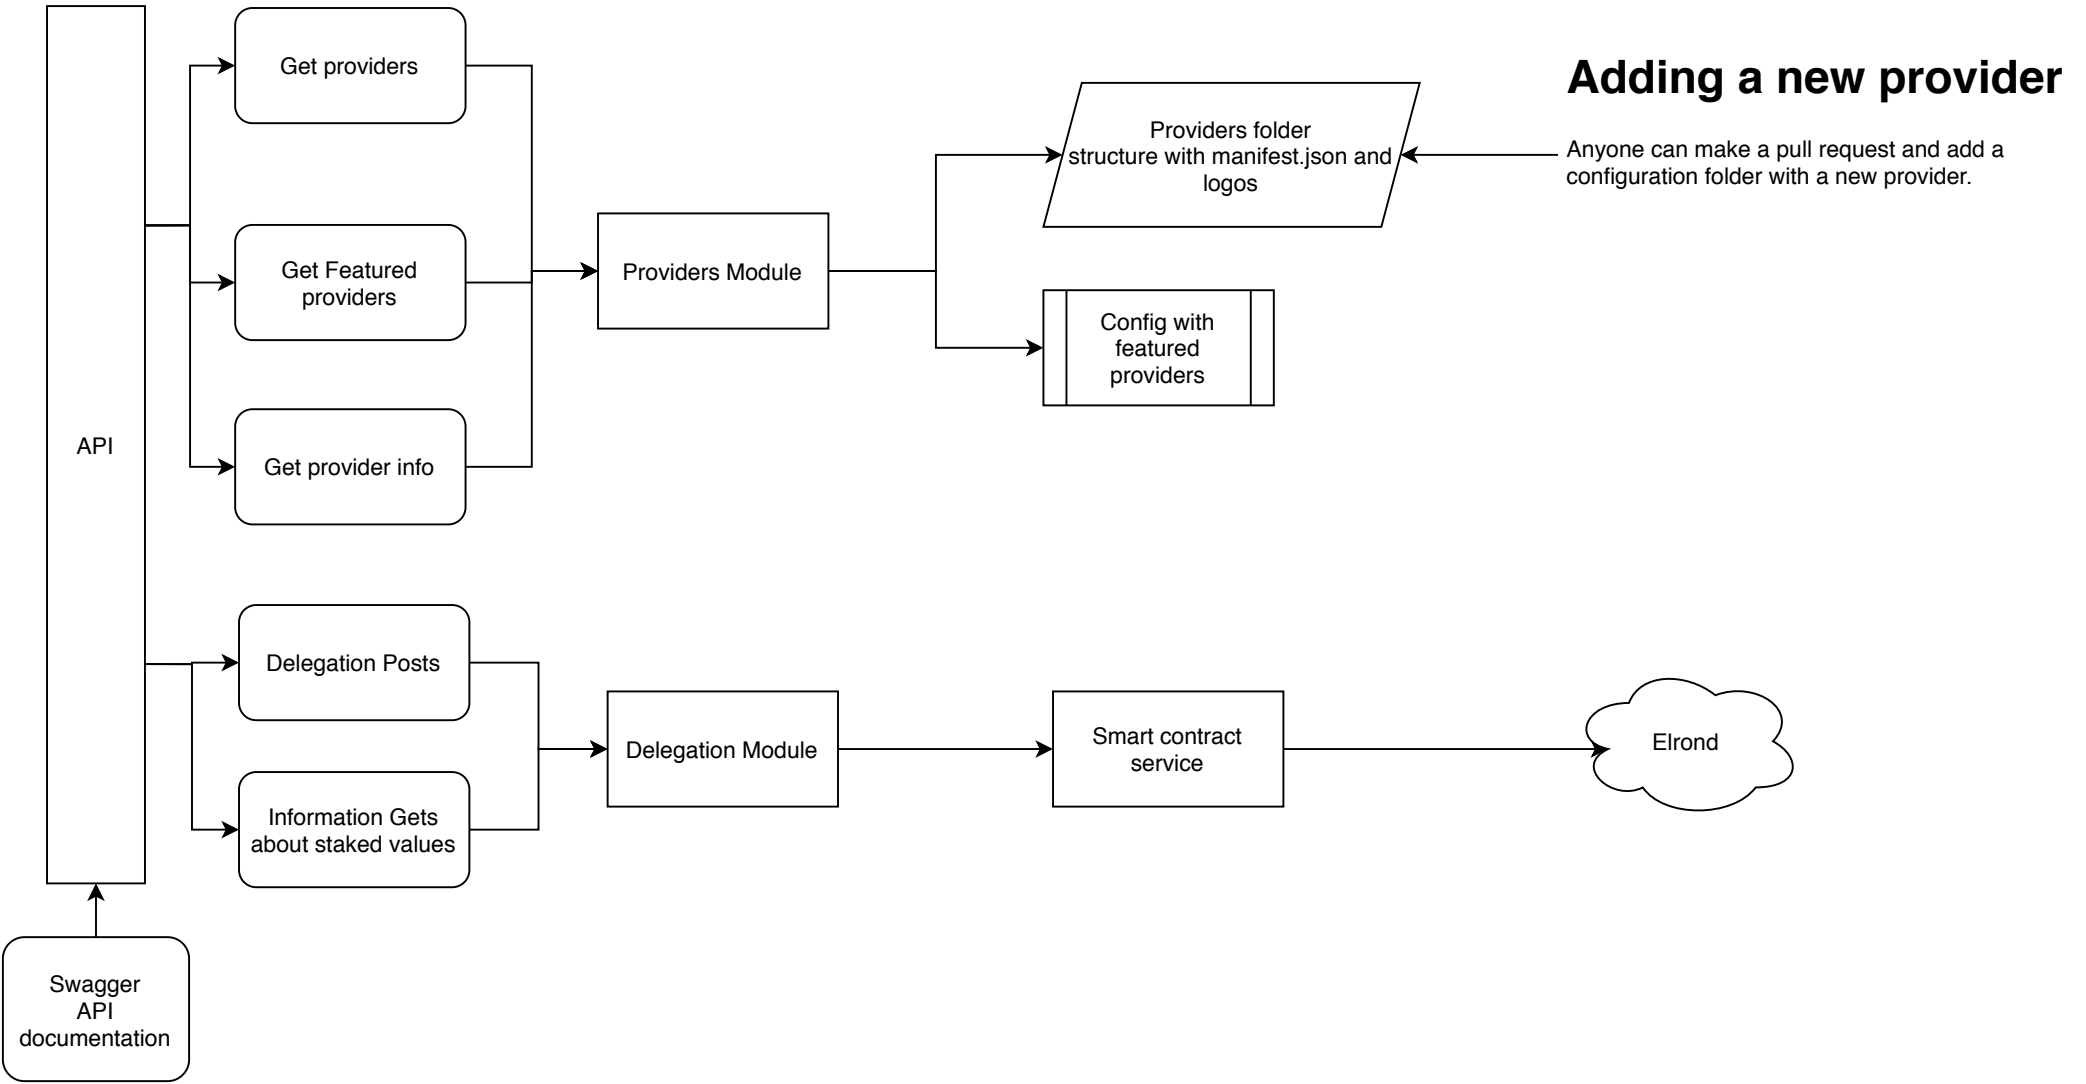 Get providers
Adding a new provider
Providers folder
structure with manifest.json and
logos
Anyone can make a pull request and add a
configuration folder with a new provider.
Get Featured
providers
Providers Module
Config with
featured
providers
API
Get provider info
Delegation Posts
Delegation Module
Smart contract
service
Elrond
Information Gets
about staked values
Swagger
API
documentation